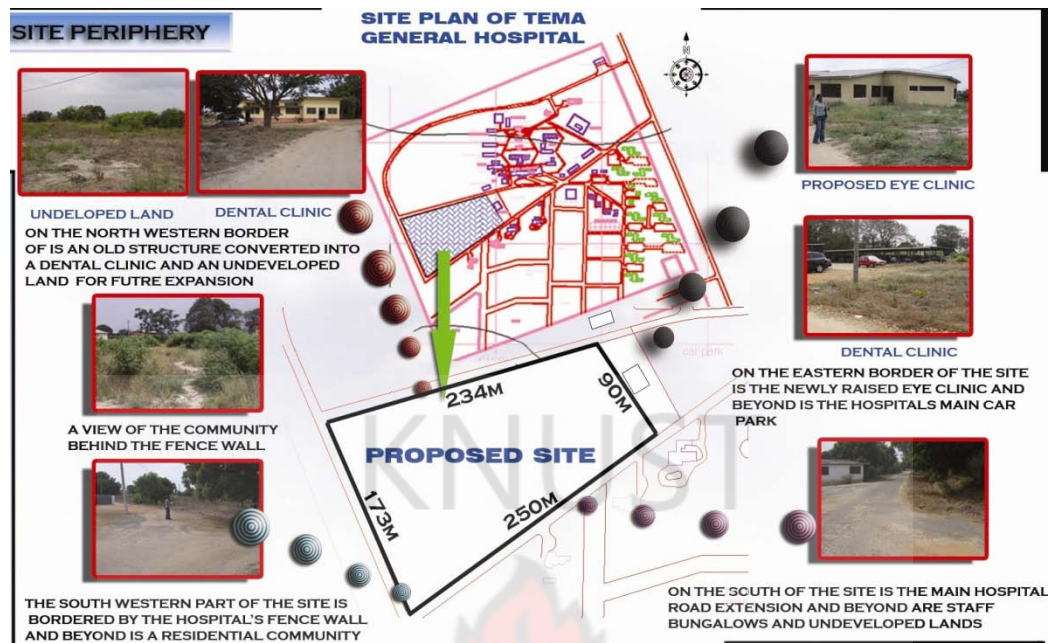 SITE PERIPHERY
SITE PLAN OF TEMA
GENERAL HOSPITAL
N
UNDELOPED LAND
DENTAL CLINIC
ON THE NORTH WESTERN BORDER
OF IS AN OLD STRUCTURE CONVERTED INTO
A DENTAL CLINIC AND AN UNDEVELOPED
LAND FOR FUTRE EXPANSION
A VIEW OF THE COMMUNITY
BEHIND THE FENCE WALL
THE SOUTH WESTERN PART OF THE SITE IS
BORDERED BY THE HOSPITAL'S FENCE WALL
AND BEYOND IS A RESIDENTIAL COMMUNITY
car park
234M
90M
PROPOSED SITE
KNUST
173M
250M
PROPOSED EYE CLINIC
DENTAL CLINIC
ON THE EASTERN BORDER OF THE SITE
IS THE NEWLY RAISED EYE CLINIC AND
BEYOND IS THE HOSPITALS MAIN CAR
PARK
ON THE SOUTH OF THE SITE IS THE MAIN HOSPITAL
ROAD EXTENSION AND BEYOND ARE STAFF
BUNGALOWS AND UNDEVELOPED LANDS